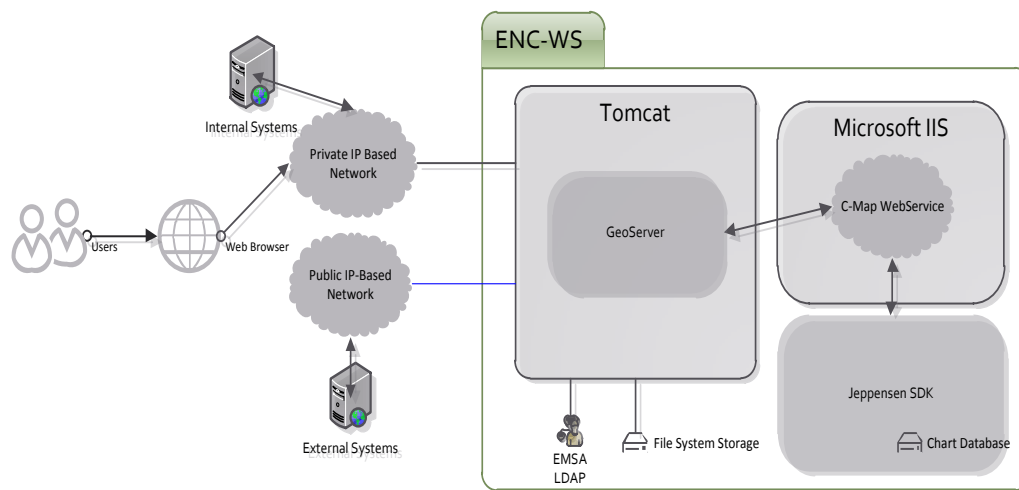 ENC-WS
Tomcat
Microsoft IIS
Internal Systems
Private IP Based
Network
C-Map WebService
GeoServer
Users
Web Browser
Public IP-Based
Network
Jeppensen SDK
External Systems
EMSA
LDAP
File System Storage
Chart Database